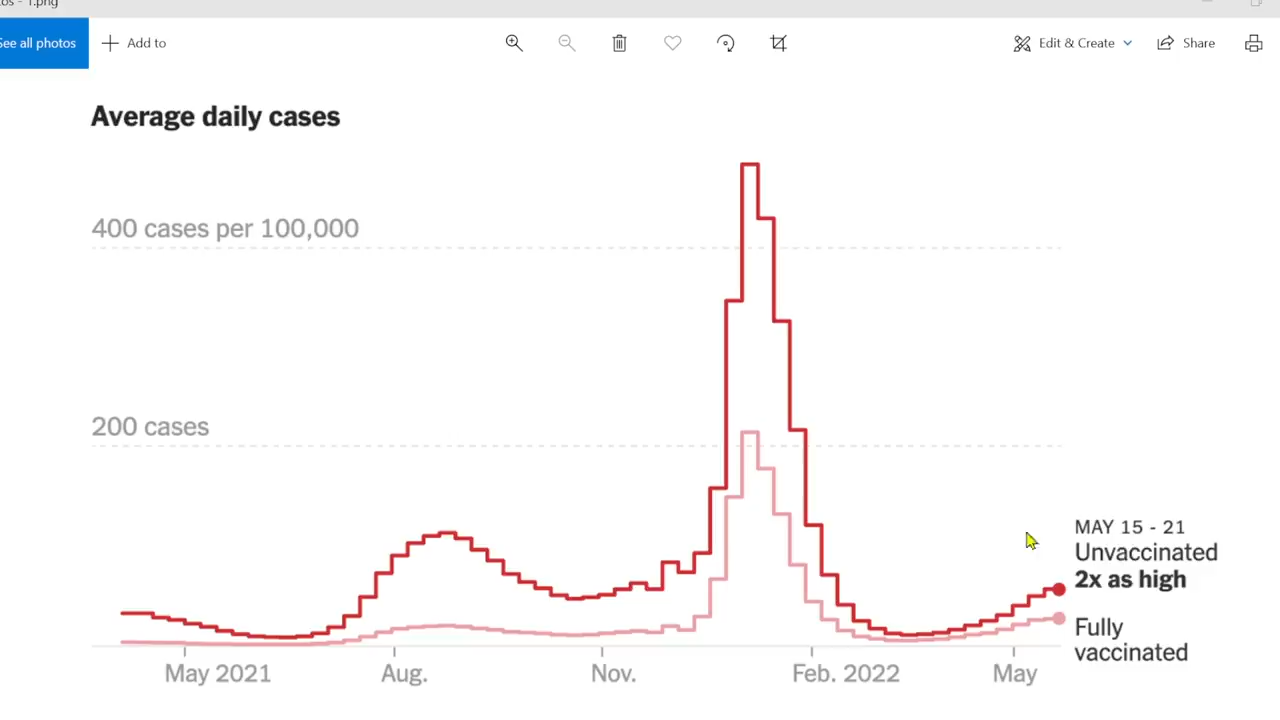 See all photos
Add to
Edit & Create
Share
Average daily cases
400 cases per 100,000
200 cases
MAY 15 - 21
Unvaccinated
2x as high
Fully
vaccinated
May 2021
Aug.
Nov.
Feb. 2022
May